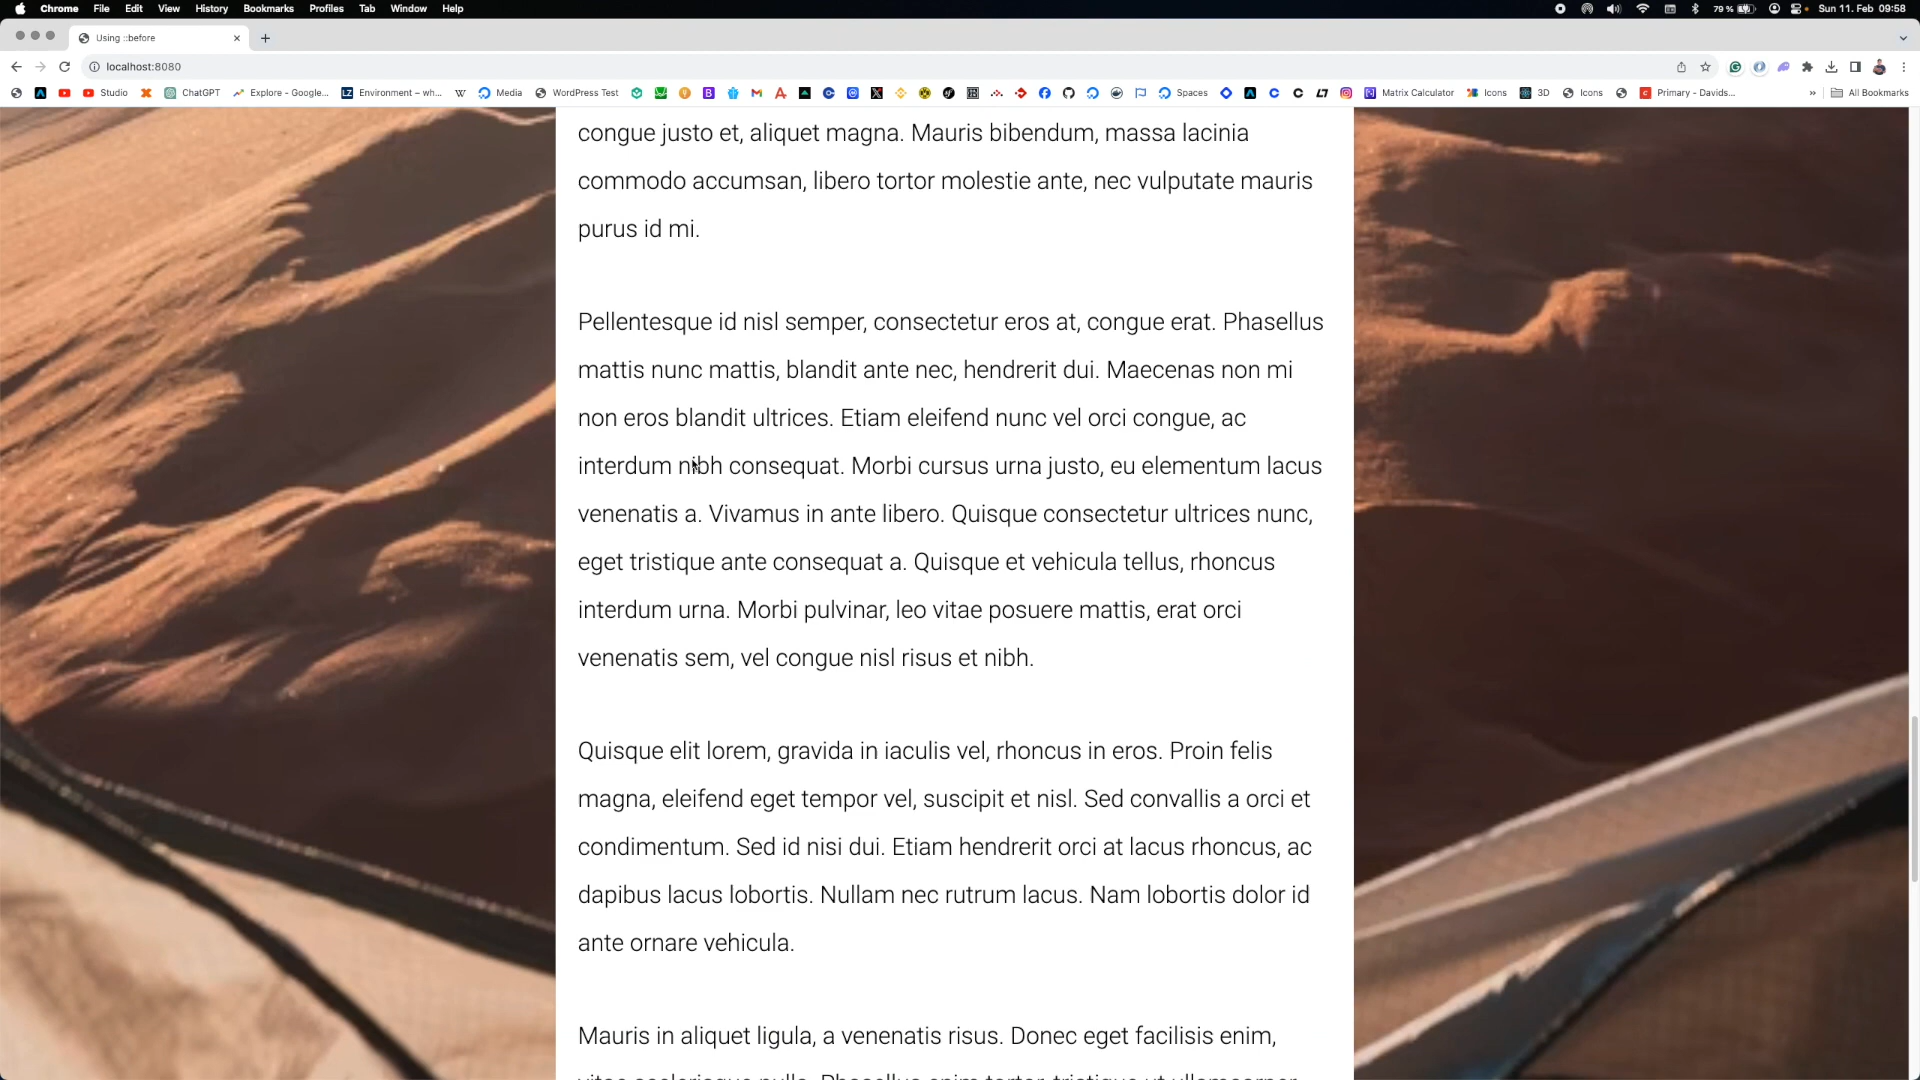 Chrome File Edit View History Bookmarks Profiles Tab Window Help 79 % Sun 11. Feb 09:58
Using ::before
localhost:8080
Studio ChatGPT Explore - Google... Environment – wh... Media WordPress Test Spaces Matrix Calculator Icons 3D Icons Primary - Davids... » All Bookmarks
congue justo et, aliquet magna. Mauris bibendum, massa lacinia
commodo accumsan, libero tortor molestie ante, nec vulputate mauris
purus id mi.
Pellentesque id nisl semper, consectetur eros at, congue erat. Phasellus
mattis nunc mattis, blandit ante nec, hendrerit dui. Maecenas non mi
non eros blandit ultrices. Etiam eleifend nunc vel orci congue, ac
interdum nibh consequat. Morbi cursus urna justo, eu elementum lacus
venenatis a. Vivamus in ante libero. Quisque consectetur ultrices nunc,
eget tristique ante consequat a. Quisque et vehicula tellus, rhoncus
interdum urna. Morbi pulvinar, leo vitae posuere mattis, erat orci
venenatis sem, vel congue nisl risus et nibh.
Quisque elit lorem, gravida in iaculis vel, rhoncus in eros. Proin felis
magna, eleifend eget tempor vel, suscipit et nisl. Sed convallis a orci et
condimentum. Sed id nisi dui. Etiam hendrerit orci at lacus rhoncus, ac
dapibus lacus lobortis. Nullam nec rutrum lacus. Nam lobortis dolor id
ante ornare vehicula.
Mauris in aliquet ligula, a venenatis risus. Donec eget facilisis enim,